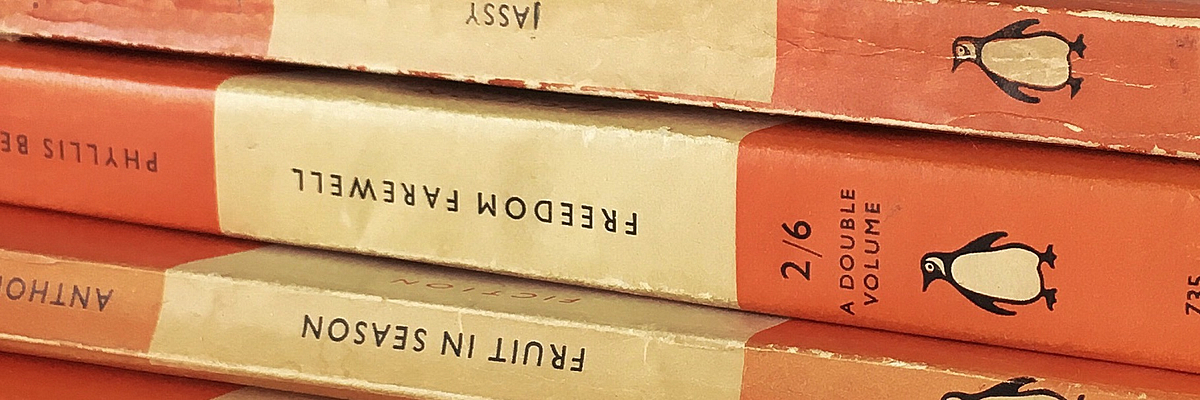 JASSY
PHYLLIS BE
FREEDOM FAREWELL
2/6
A DOUBLE
VOLUME
735
ANTHO
FRUIT IN SEASON
FICTION